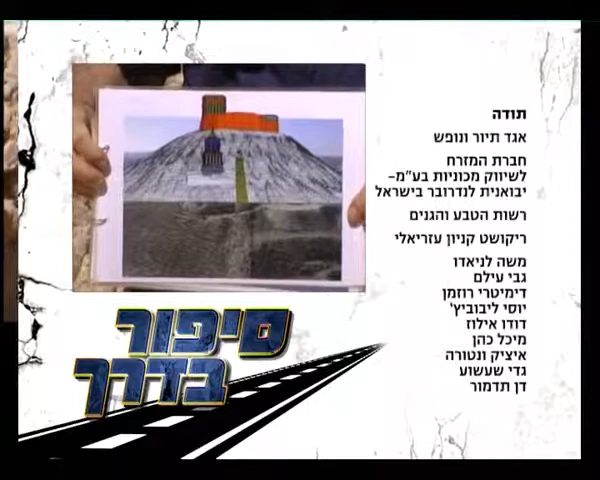 תודה
אגד תיור ונופש
חברת המזרח
לשיווק מכוניות בע"מ–
יבואנית לנדרובר בישראל
רשות הטבע והגנים
ריקושט קניון עזריאלי
משה לניאדו
גבי עילם
דימיטרי רוזמן
יוסי ליבוביץ'
דודו אילוז
מיכל כהן
איציק ונטורה
גדי שעשוע
דן תדמור
סיפור
בדרך